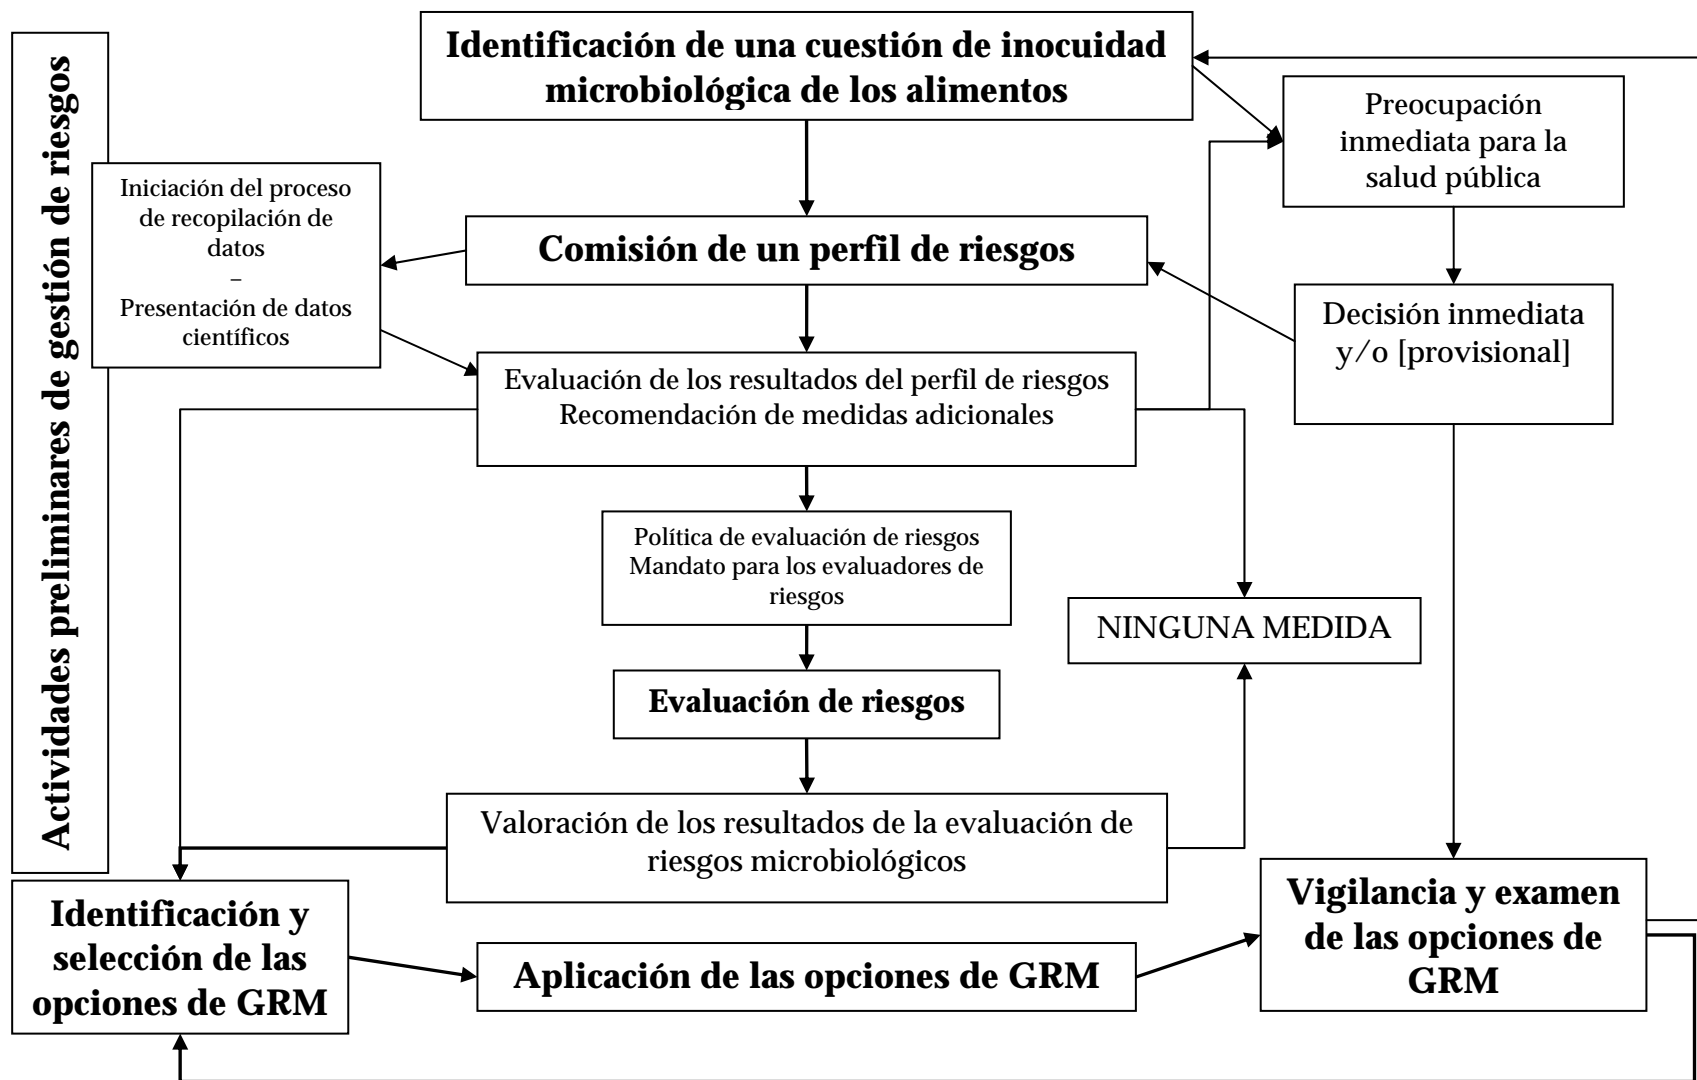 Actividades preliminares de gestión de riesgos
Identificación de una cuestión de inocuidad
microbiológica de los alimentos
Preocupación
inmediata para la
salud pública
Iniciación del proceso
de recopilación de
datos
–
Presentación de datos
científicos
Comisión de un perfil de riesgos
Decisión inmediata
y/o [provisional]
Evaluación de los resultados del perfil de riesgos
Recomendación de medidas adicionales
Política de evaluación de riesgos
Mandato para los evaluadores de
riesgos
NINGUNA MEDIDA
Evaluación de riesgos
Valoración de los resultados de la evaluación de
riesgos microbiológicos
Identificación y
selección de las
opciones de GRM
Aplicación de las opciones de GRM
Vigilancia y examen
de las opciones de
GRM